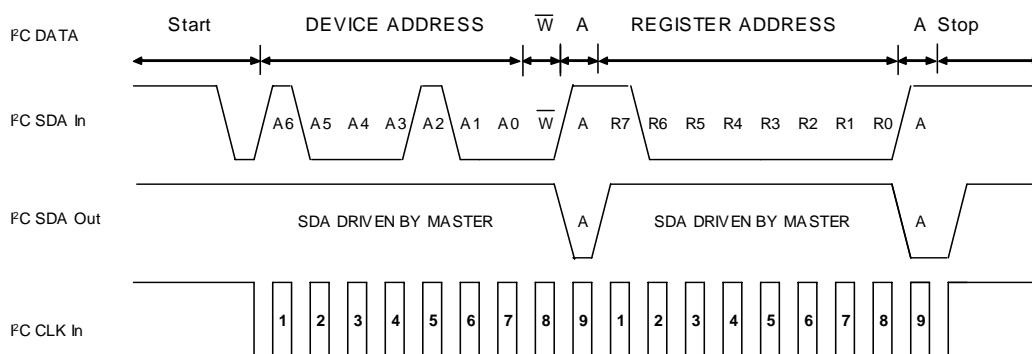 Start DEVICE ADDRESS W̅ A REGISTER ADDRESS A Stop
I²C DATA
I²C SDA In
A6 A5 A4 A3 A2 A1 A0 W̅ A R7 R6 R5 R4 R3 R2 R1 R0 A
I²C SDA Out
SDA DRIVEN BY MASTER A SDA DRIVEN BY MASTER A
I²C CLK In
1 2 3 4 5 6 7 8 9 1 2 3 4 5 6 7 8 9